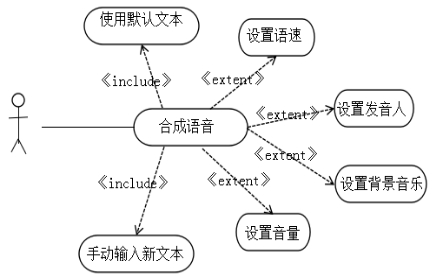 使用默认文本
设置语速
《include》
《extent》
设置发音人
《extent》
合成语音
《extent》
《include》
《extent》
设置背景音乐
手动输入新文本
设置音量